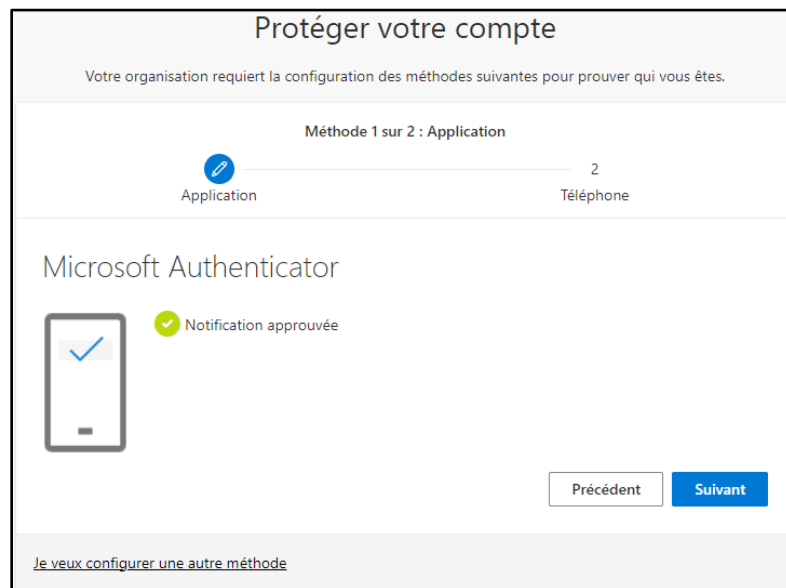 Protéger votre compte
Votre organisation requiert la configuration des méthodes suivantes pour prouver qui vous êtes.
Méthode 1 sur 2 : Application
2
Application
Téléphone
Microsoft Authenticator
Notification approuvée
Précédent
Suivant
Je veux configurer une autre méthode